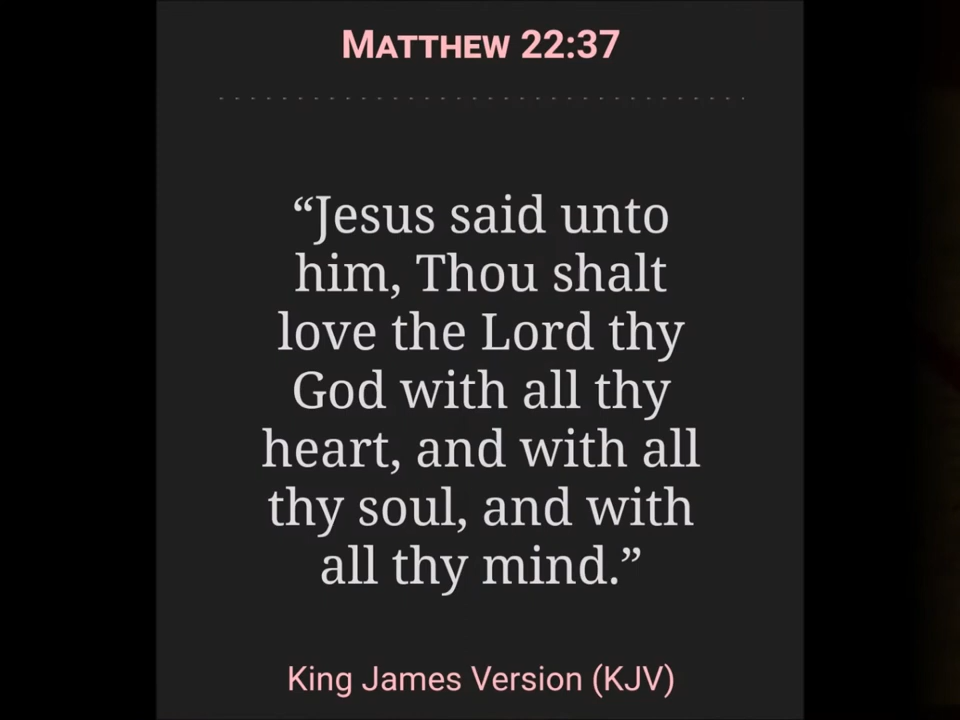 MATTHEW 22:37
“Jesus said unto
him, Thou shalt
love the Lord thy
God with all thy
heart, and with all
thy soul, and with
all thy mind.”
King James Version (KJV)